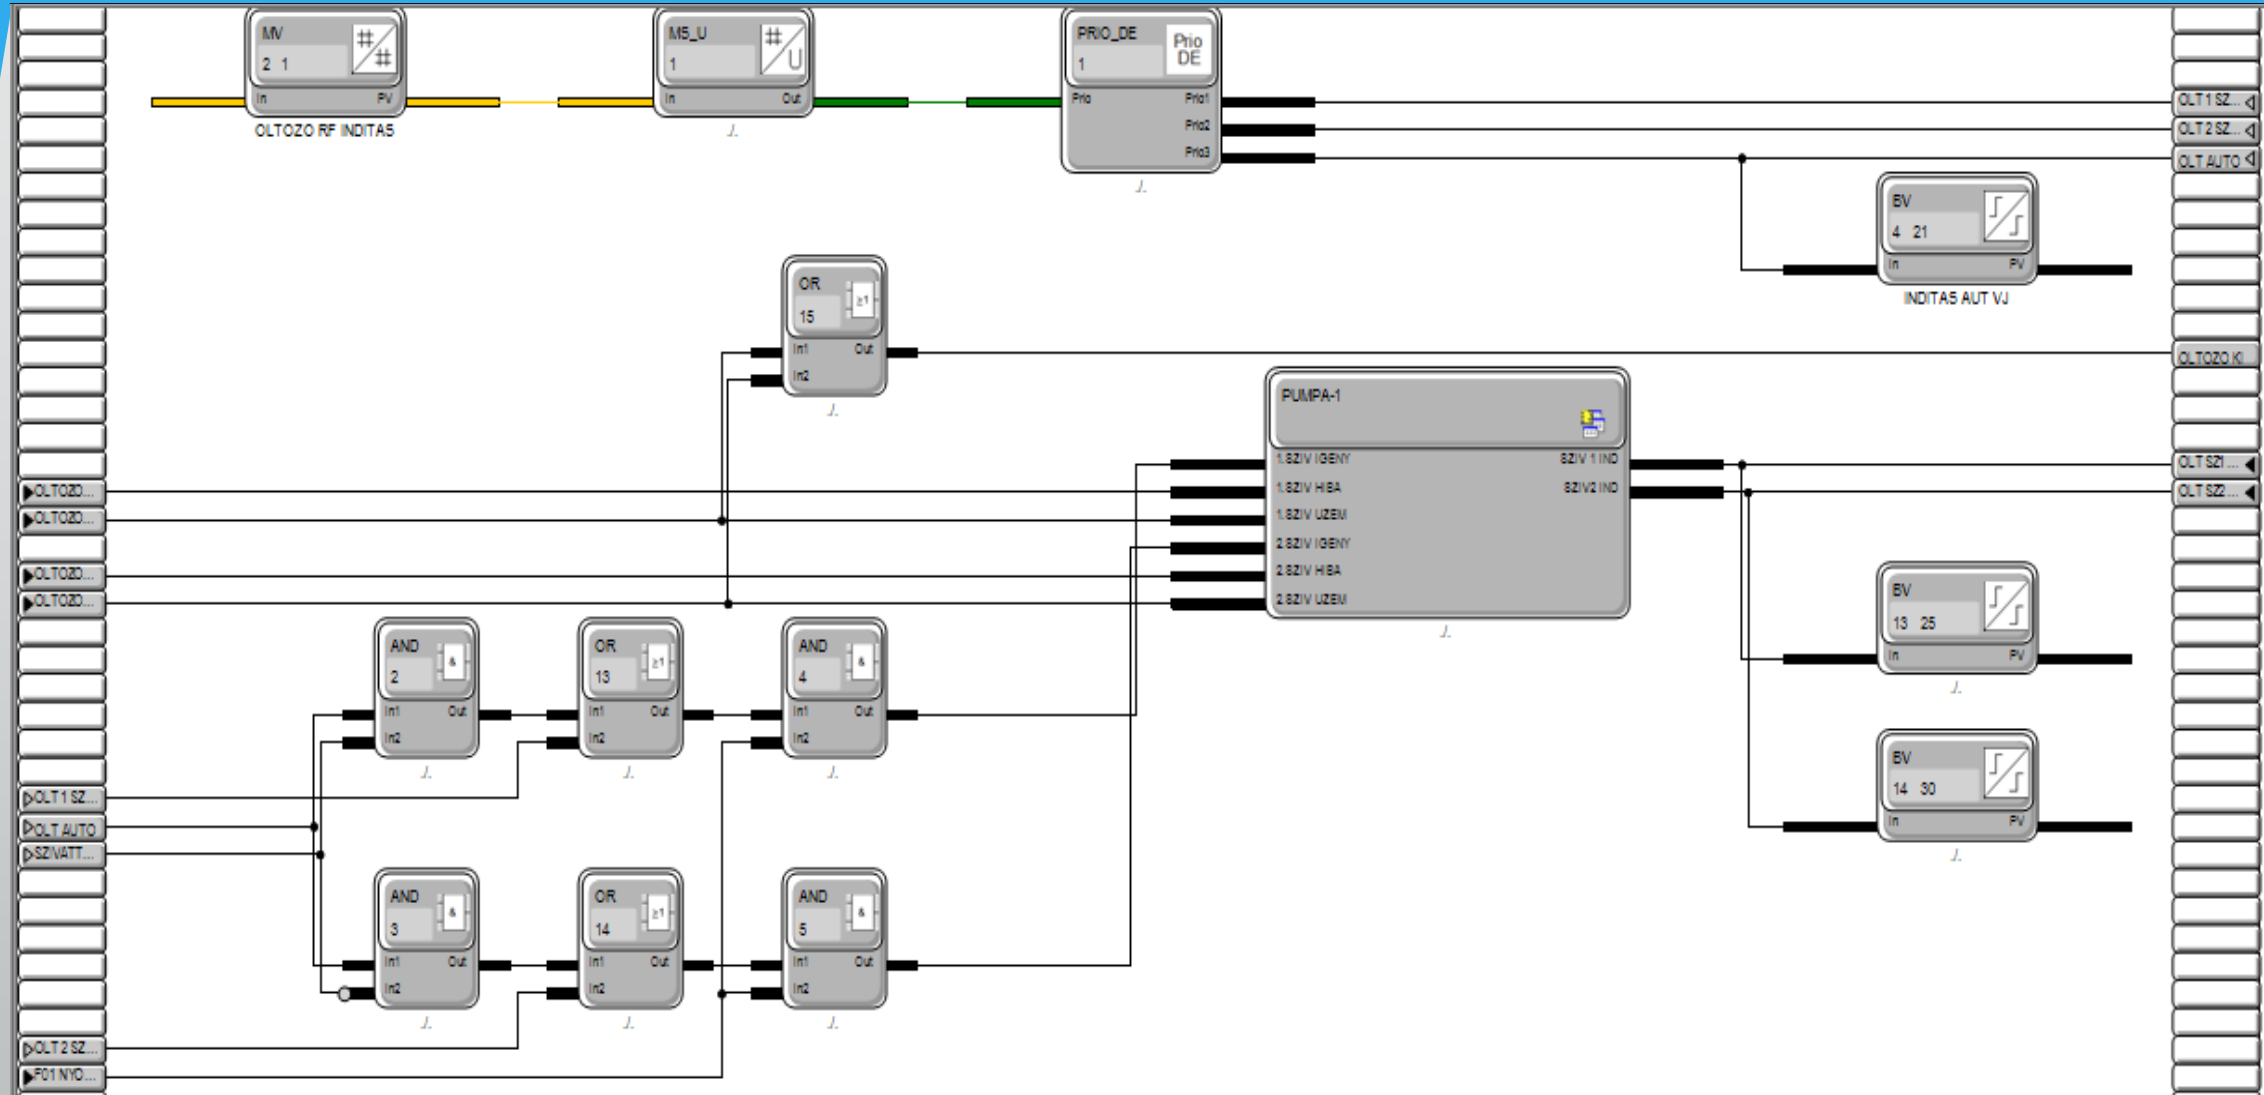 MV
2 1
In PV
OLTOZO RF INDITAS
M5_U
1
In Out
PRIO_DE
1
Prio DE
Prio Prio1
Prio2
Prio3
OLT 1 SZ...
OLT 2 SZ...
OLT AUTO
BV
4 21
In PV
INDITAS AUT VJ
OR
15
≥1
In1 Out
In2
OLTOZO KI
PUMPA-1
1.SZIV IGENY SZIV 1 IND
1.SZIV HIBA SZIV2 IND
1.SZIV UZEM
2.SZIV IGENY
2.SZIV HIBA
2.SZIV UZEM
OLT SZ1 ...
OLT SZ2 ...
OLTOZO...
OLTOZO...
OLTOZO...
OLTOZO...
BV
13 25
In PV
AND
2
&
In1 Out
In2
OR
13
≥1
In1 Out
In2
AND
4
&
In1 Out
In2
BV
14 30
In PV
OLT 1 SZ...
OLT AUTO
SZIVATT...
AND
3
&
In1 Out
In2
OR
14
≥1
In1 Out
In2
AND
5
&
In1 Out
In2
OLT 2 SZ...
F01 NYO...